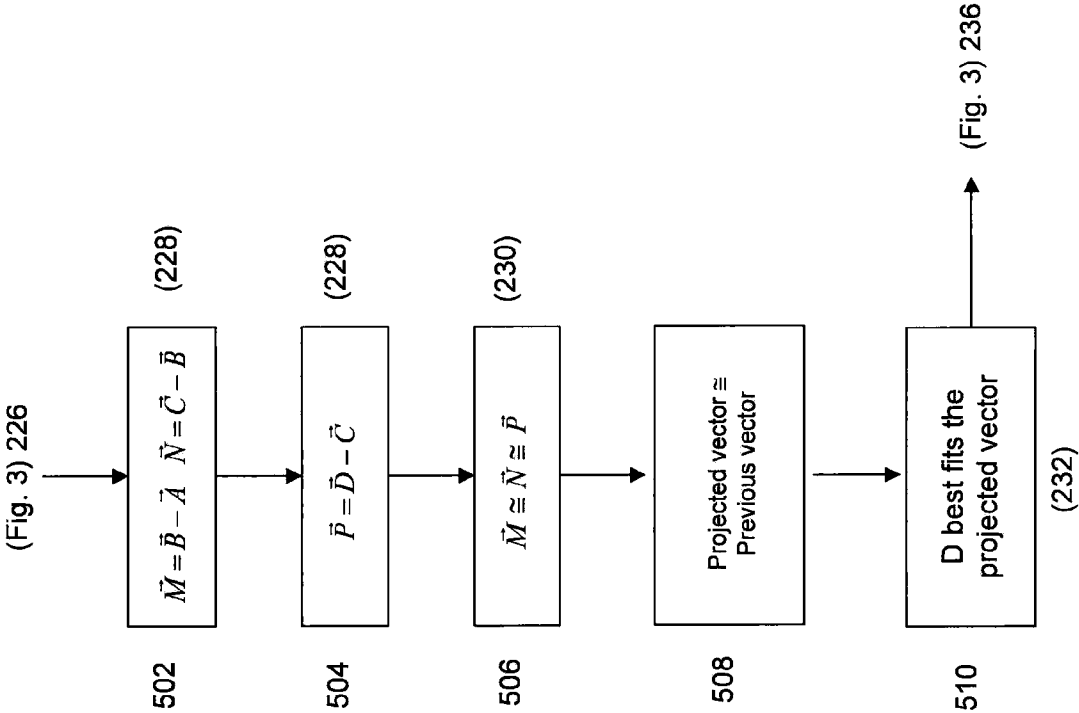 (Fig. 3) 226
502
M⃗ = B⃗ − A⃗   N⃗ = C⃗ − B⃗
(228)
504
P⃗ = D⃗ − C⃗
(228)
506
M⃗ ≅ N⃗ ≅ P⃗
(230)
508
Projected vector ≅
Previous vector
510
D best fits the
projected vector
(232)
(Fig. 3) 236